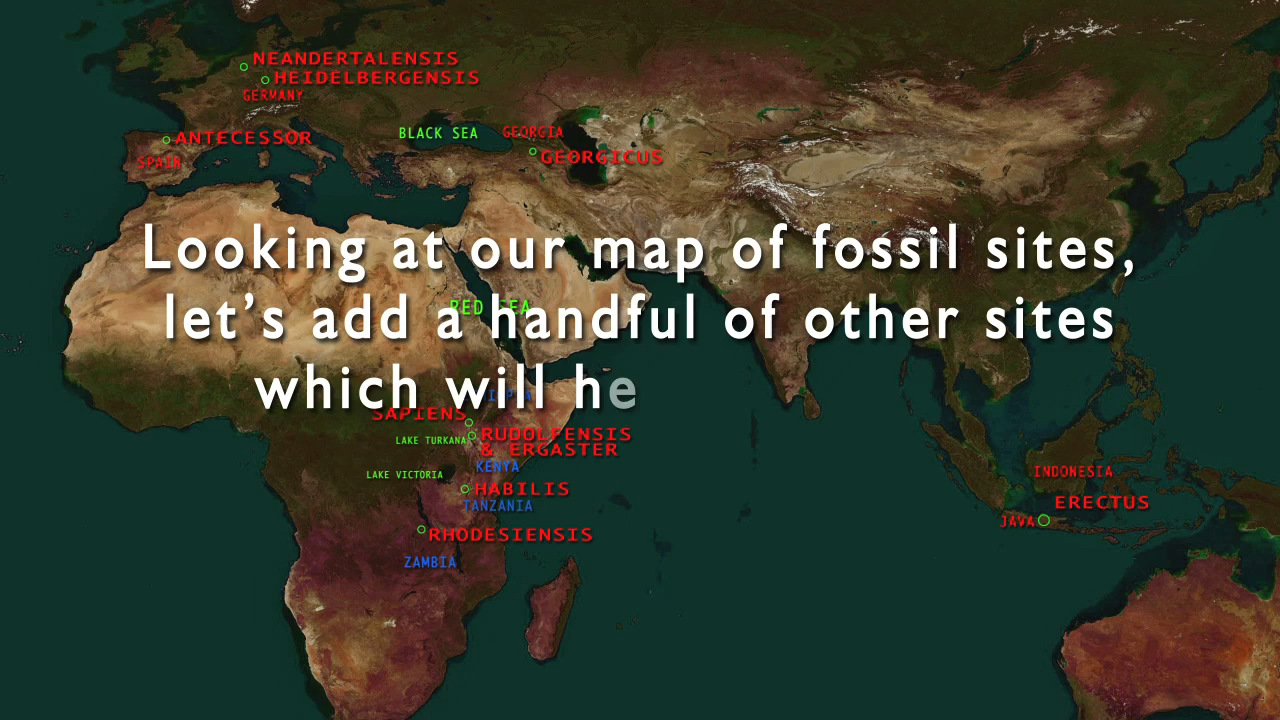 NEANDERTALENSIS
HEIDELBERGENSIS
GERMANY
ANTECESSOR
SPAIN
BLACK SEA
GEORGIA
GEORGICUS
Looking at our map of fossil sites,
RED SEA
let’s add a handful of other sites
which will he
SAPIENS
LAKE TURKANA
RUDOLFENSIS
& ERGASTER
KENYA
LAKE VICTORIA
HABILIS
TANZANIA
RHODESIENSIS
ZAMBIA
INDONESIA
ERECTUS
JAVA